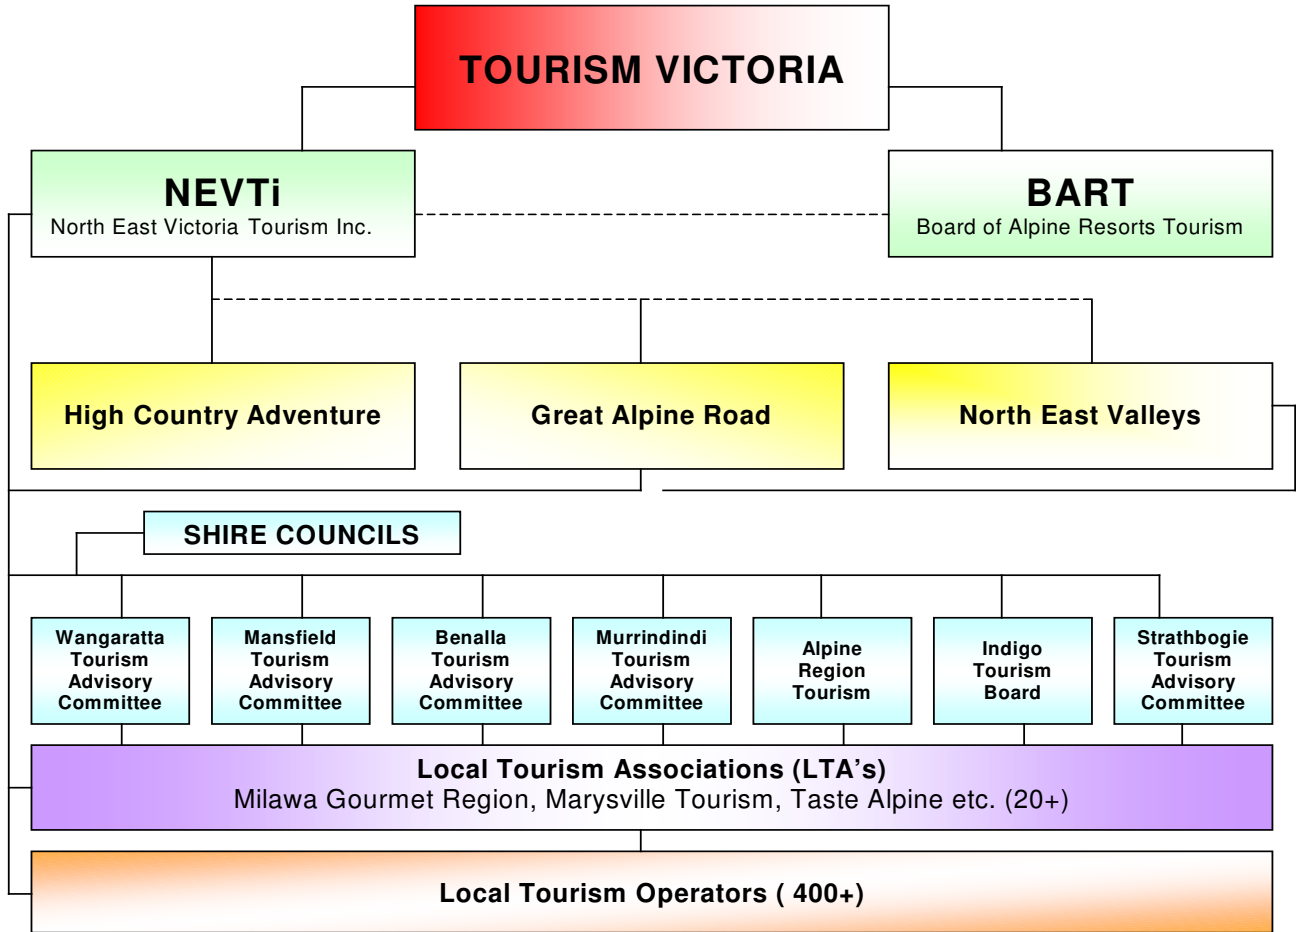 TOURISM VICTORIA
NEVTi
North East Victoria Tourism Inc.
BART
Board of Alpine Resorts Tourism
High Country Adventure
Great Alpine Road
North East Valleys
SHIRE COUNCILS
Wangaratta
Tourism
Advisory
Committee
Mansfield
Tourism
Advisory
Committee
Benalla
Tourism
Advisory
Committee
Murrindindi
Tourism
Advisory
Committee
Alpine
Region
Tourism
Indigo
Tourism
Board
Strathbogie
Tourism
Advisory
Committee
Local Tourism Associations (LTA's)
Milawa Gourmet Region, Marysville Tourism, Taste Alpine etc. (20+)
Local Tourism Operators ( 400+)